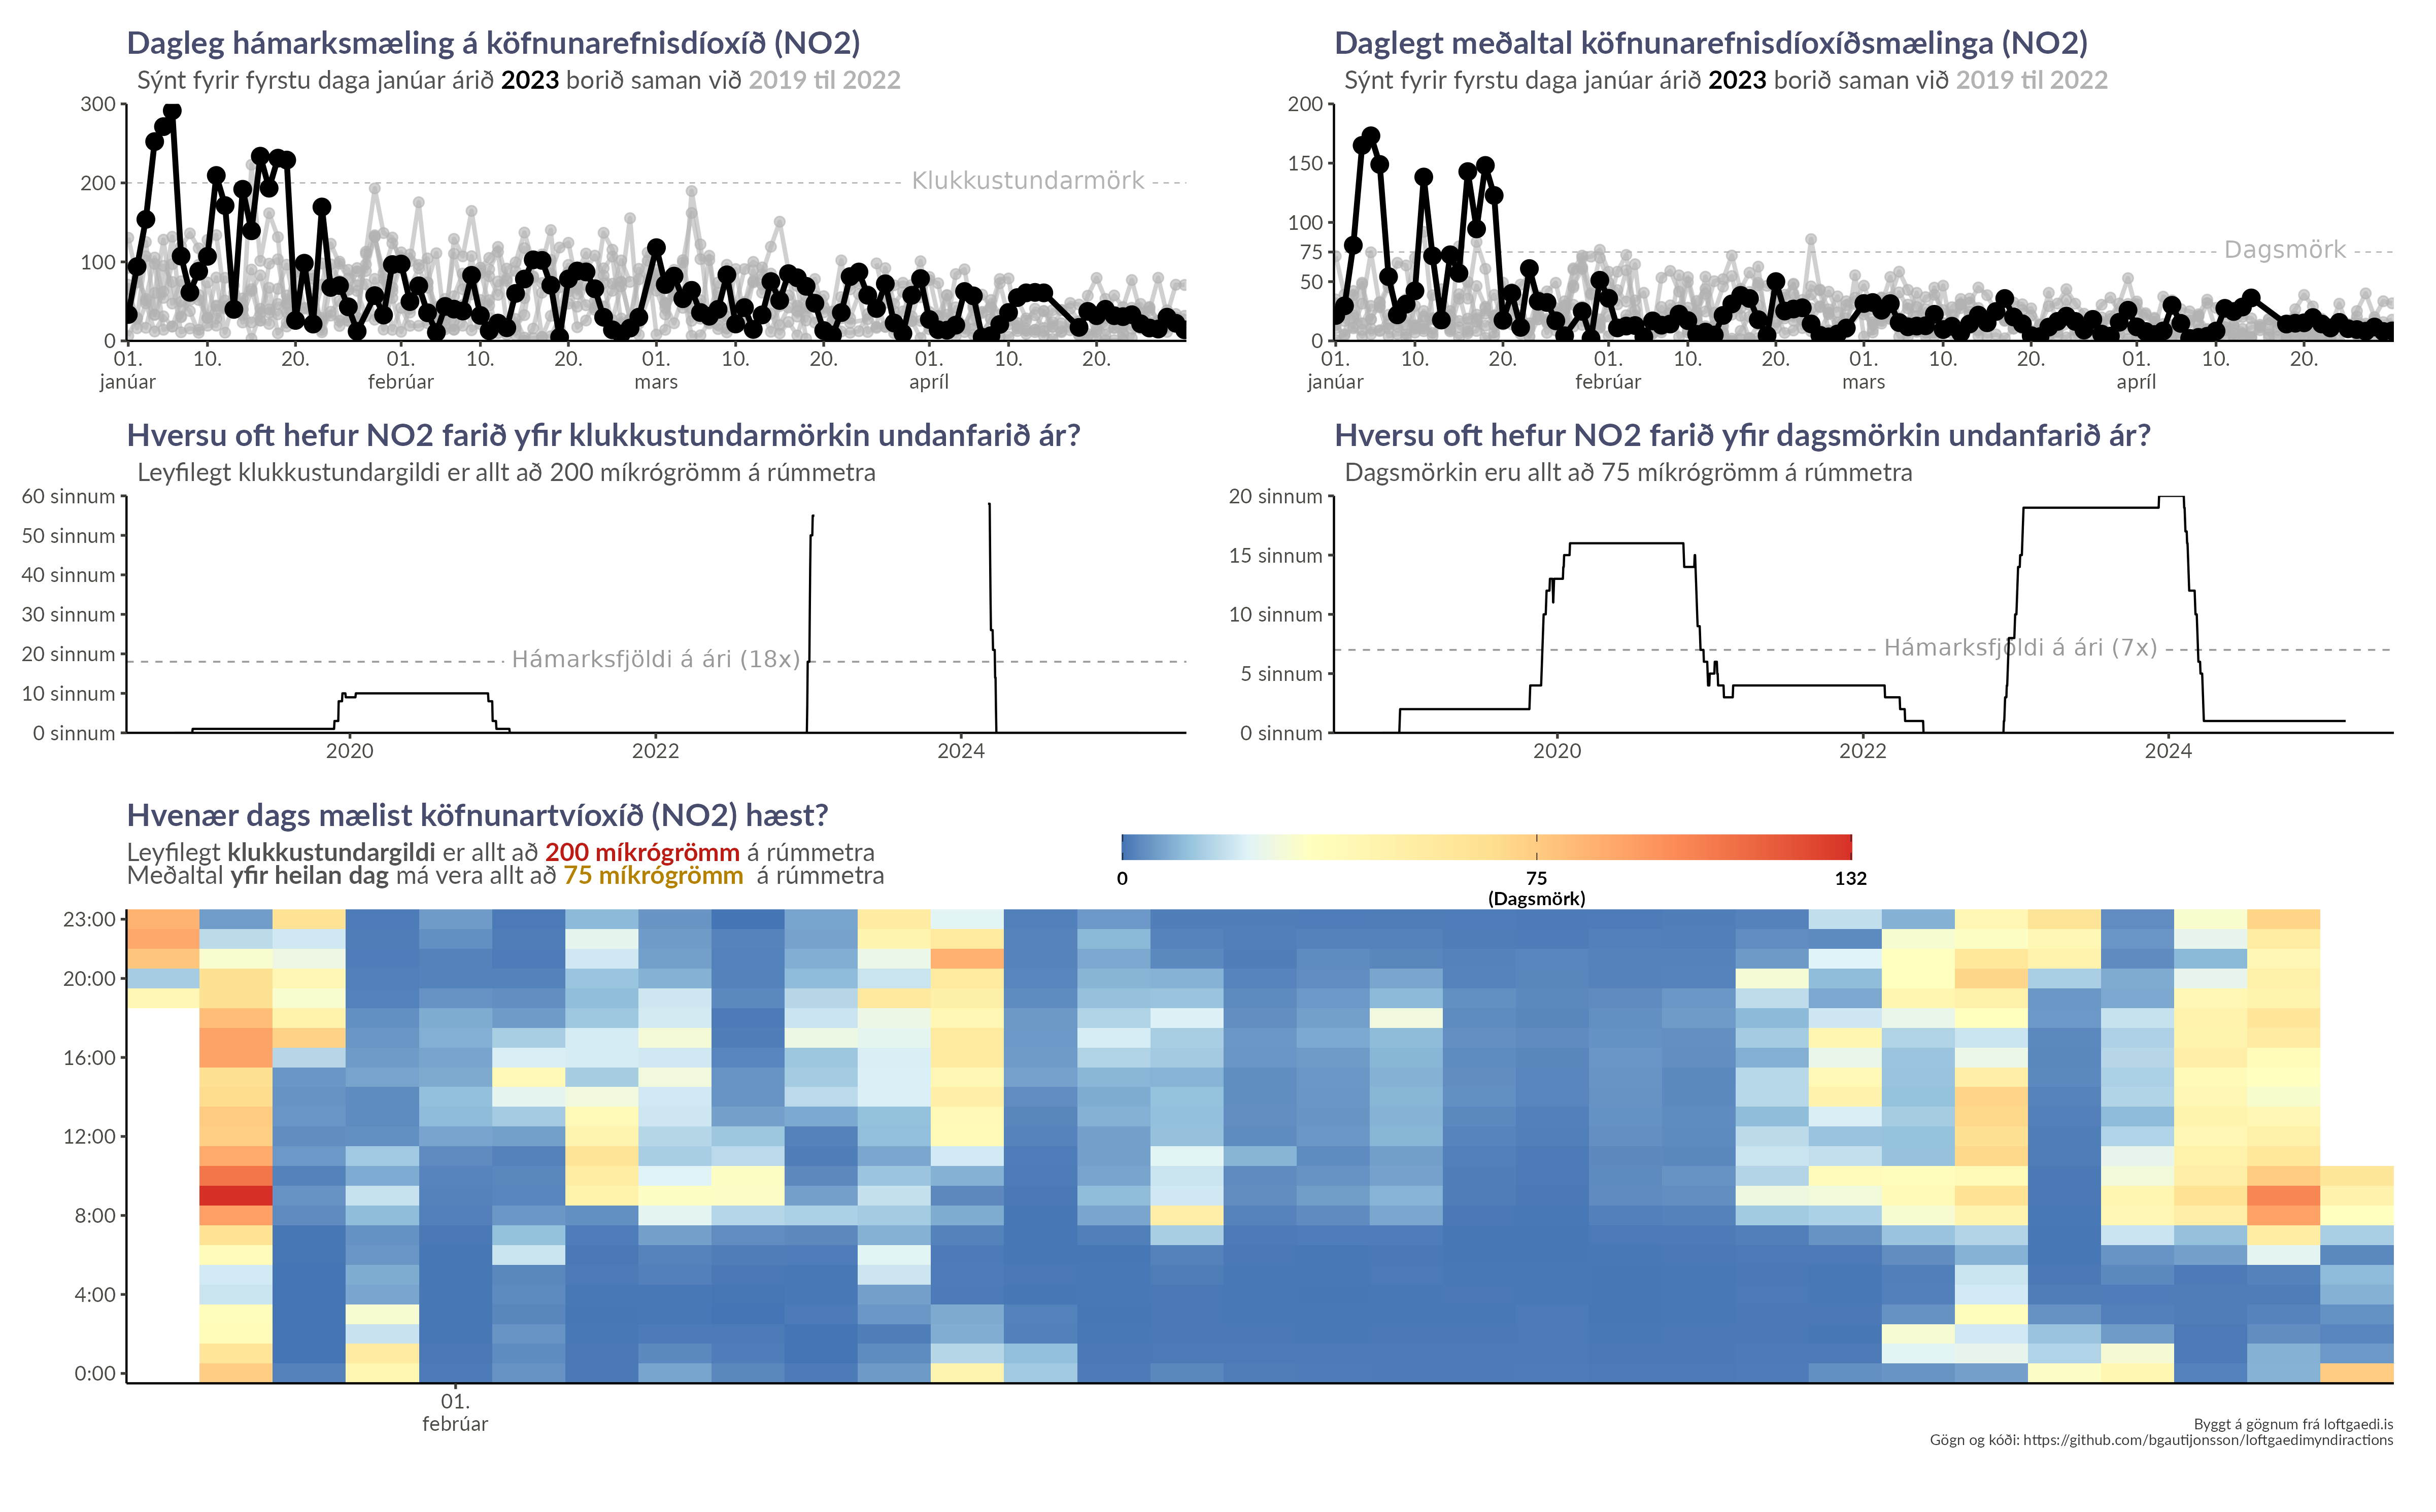 Dagleg hámarksmæling á köfnunarefnisdíoxíð (NO2)
Sýnt fyrir fyrstu daga janúar árið 2023 borið saman við 2019 til 2022
300
200
100
0
Klukkustundarmörk
01. 10. 20. 01. 10. 20. 01. 10. 20. 01. 10. 20.
janúar febrúar mars apríl
Daglegt meðaltal köfnunarefnisdíoxíðsmælinga (NO2)
Sýnt fyrir fyrstu daga janúar árið 2023 borið saman við 2019 til 2022
200
150
100
75
50
0
Dagsmörk
01. 10. 20. 01. 10. 20. 01. 10. 20. 01. 10. 20.
janúar febrúar mars apríl
Hversu oft hefur NO2 farið yfir klukkustundarmörkin undanfarið ár?
Leyfilegt klukkustundargildi er allt að 200 míkrógrömm á rúmmetra
60 sinnum
50 sinnum
40 sinnum
30 sinnum
20 sinnum
10 sinnum
0 sinnum
Hámarksfjöldi á ári (18x)
2020 2022 2024
Hversu oft hefur NO2 farið yfir dagsmörkin undanfarið ár?
Dagsmörkin eru allt að 75 míkrógrömm á rúmmetra
20 sinnum
15 sinnum
10 sinnum
5 sinnum
0 sinnum
Hámarksfjöldi á ári (7x)
2020 2022 2024
Hvenær dags mælist köfnunartvíoxíð (NO2) hæst?
Leyfilegt klukkustundargildi er allt að 200 míkrógrömm á rúmmetra
Meðaltal yfir heilan dag má vera allt að 75 míkrógrömm á rúmmetra
0 75 132
(Dagsmörk)
23:00
20:00
16:00
12:00
8:00
4:00
0:00
01.
febrúar
Byggt á gögnum frá loftgaedi.is
Gögn og kóði: https://github.com/bgautijonsson/loftgaedimyndiractions